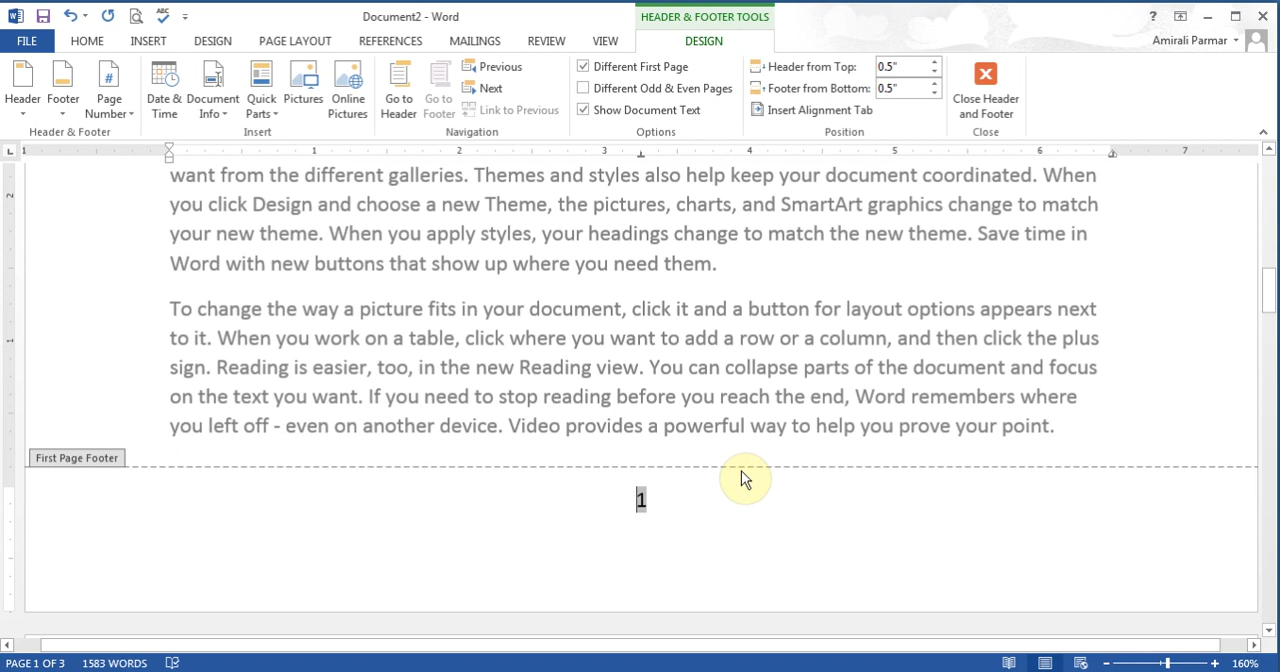 Document2 - Word
HEADER & FOOTER TOOLS
FILE HOME INSERT DESIGN PAGE LAYOUT REFERENCES MAILINGS REVIEW VIEW DESIGN
Amirali Parmar
Header
Footer
Page Number
Header & Footer
Date & Time
Document Info
Quick Parts
Pictures
Online Pictures
Insert
Go to Header
Go to Footer
Previous
Next
Link to Previous
Navigation
Different First Page
Different Odd & Even Pages
Show Document Text
Options
Header from Top: 0.5"
Footer from Bottom: 0.5"
Insert Alignment Tab
Position
Close Header and Footer
Close
1 1 2 3 4 5 6 7
2
1
want from the different galleries. Themes and styles also help keep your document coordinated. When
you click Design and choose a new Theme, the pictures, charts, and SmartArt graphics change to match
your new theme. When you apply styles, your headings change to match the new theme. Save time in
Word with new buttons that show up where you need them.
To change the way a picture fits in your document, click it and a button for layout options appears next
to it. When you work on a table, click where you want to add a row or a column, and then click the plus
sign. Reading is easier, too, in the new Reading view. You can collapse parts of the document and focus
on the text you want. If you need to stop reading before you reach the end, Word remembers where
you left off - even on another device. Video provides a powerful way to help you prove your point.
First Page Footer
1
PAGE 1 OF 3 1583 WORDS 160%